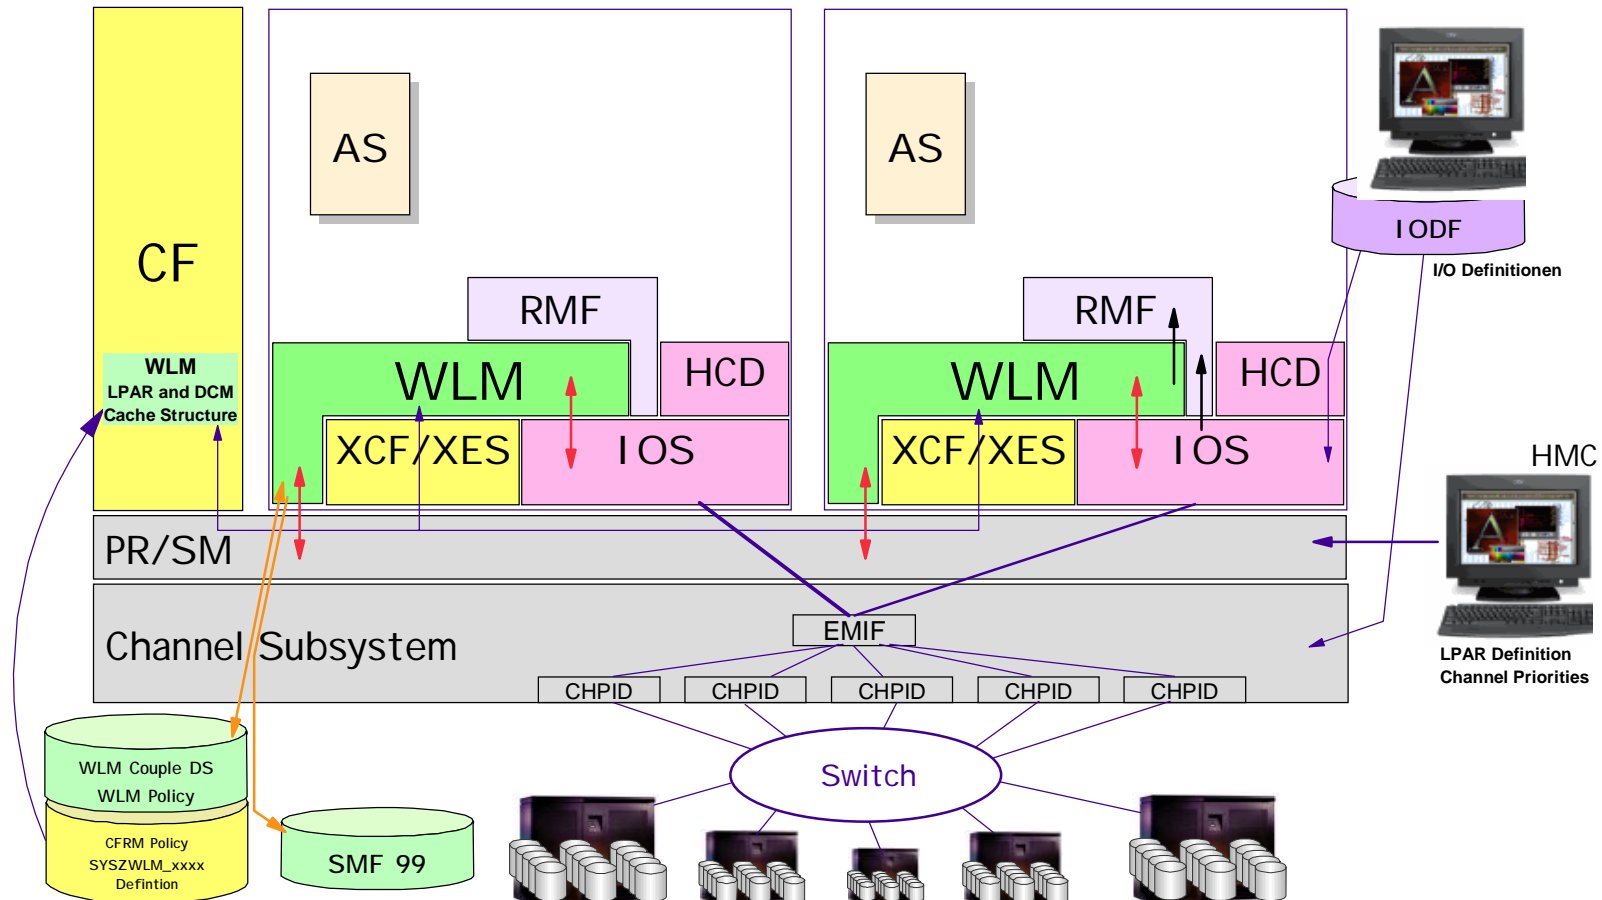 CF
WLM
LPAR and DCM
Cache Structure
AS
RMF
WLM
HCD
XCF/XES
IOS
AS
RMF
WLM
HCD
XCF/XES
IOS
IODF
I/O Definitionen
HMC
LPAR Definition
Channel Priorities
PR/SM
Channel Subsystem
EMIF
CHPID
CHPID
CHPID
CHPID
CHPID
Switch
WLM Couple DS
WLM Policy
CFRM Policy
SYSZWLM_xxxx
Defintion
SMF 99